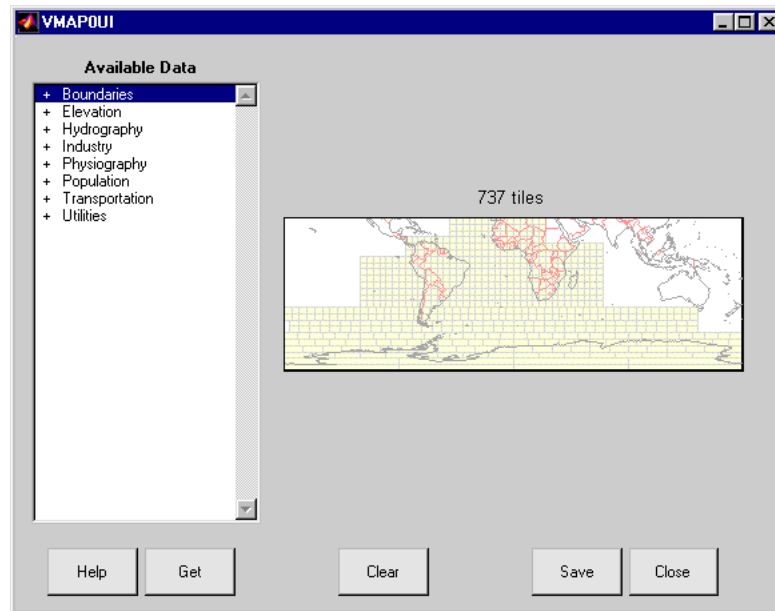 VMAP0UI
Available Data
+ Boundaries
+ Elevation
+ Hydrography
+ Industry
+ Physiography
+ Population
+ Transportation
+ Utilities
737 tiles
Help
Get
Clear
Save
Close